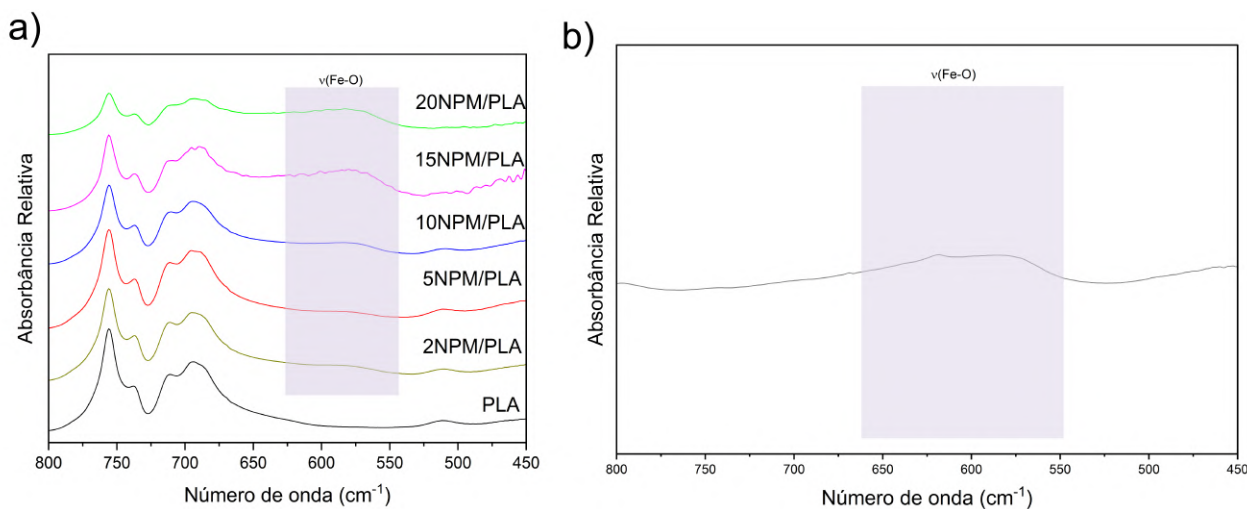 a)
ν(Fe-O)
20NPM/PLA
15NPM/PLA
10NPM/PLA
5NPM/PLA
2NPM/PLA
PLA
Absorbância Relativa
800 750 700 650 600 550 500 450
Número de onda (cm⁻¹)
b)
ν(Fe-O)
Absorbância Relativa
800 750 700 650 600 550 500 450
Número de onda (cm⁻¹)